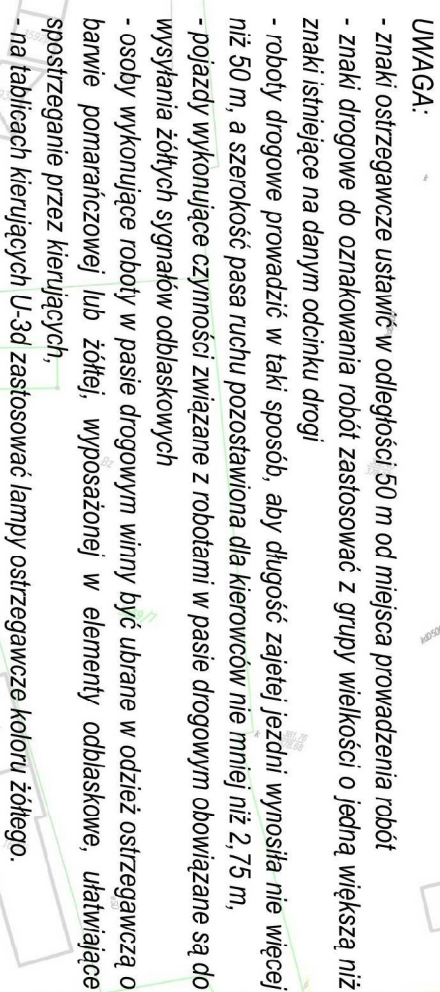 UWAGA:
- znaki ostrzegawcze ustawić w odległości 50 m od miejsca prowadzenia robót
- znaki drogowe do oznakowania robót zastosować z grupy wielkości o jedną większą niż
znaki istniejące na danym odcinku drogi
- roboty drogowe prowadzić w taki sposób, aby długość zajętej jezdni wynosiła nie więcej
niż 50 m, a szerokość pasa ruchu pozostawiona dla kierowców nie mniej niż 2,75 m,
- pojazdy wykonujące czynności związane z robotami w pasie drogowym obowiązane są do
wysyłania żółtych sygnałów odblaskowych
- osoby wykonujące roboty w pasie drogowym winny być ubrane w odzież ostrzegawczą o
barwie pomarańczowej lub żółtej, wyposażonej w elementy odblaskowe, ułatwiające
spostrzeganie przez kierujących,
- na tablicach kierujących U-3d zastosować lampy ostrzegawcze koloru żółtego.